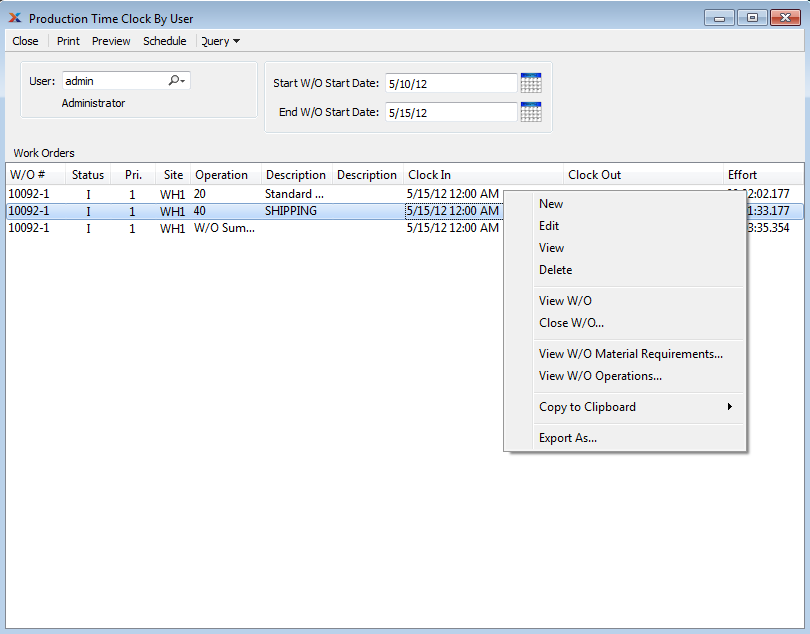 Production Time Clock By User
Close Print Preview Schedule Query
User: admin
Administrator
Start W/O Start Date: 5/10/12
End W/O Start Date: 5/15/12
Work Orders
W/O # Status Pri. Site Operation Description Description Clock In Clock Out Effort
10092-1 I 1 WH1 20 Standard ... 5/15/12 12:00 AM 02.177
10092-1 I 1 WH1 40 SHIPPING 5/15/12 12:00 AM 33.177
10092-1 I 1 WH1 W/O Sum... 5/15/12 12:00 AM 35.354
New
Edit
View
Delete
View W/O
Close W/O...
View W/O Material Requirements...
View W/O Operations...
Copy to Clipboard
Export As...